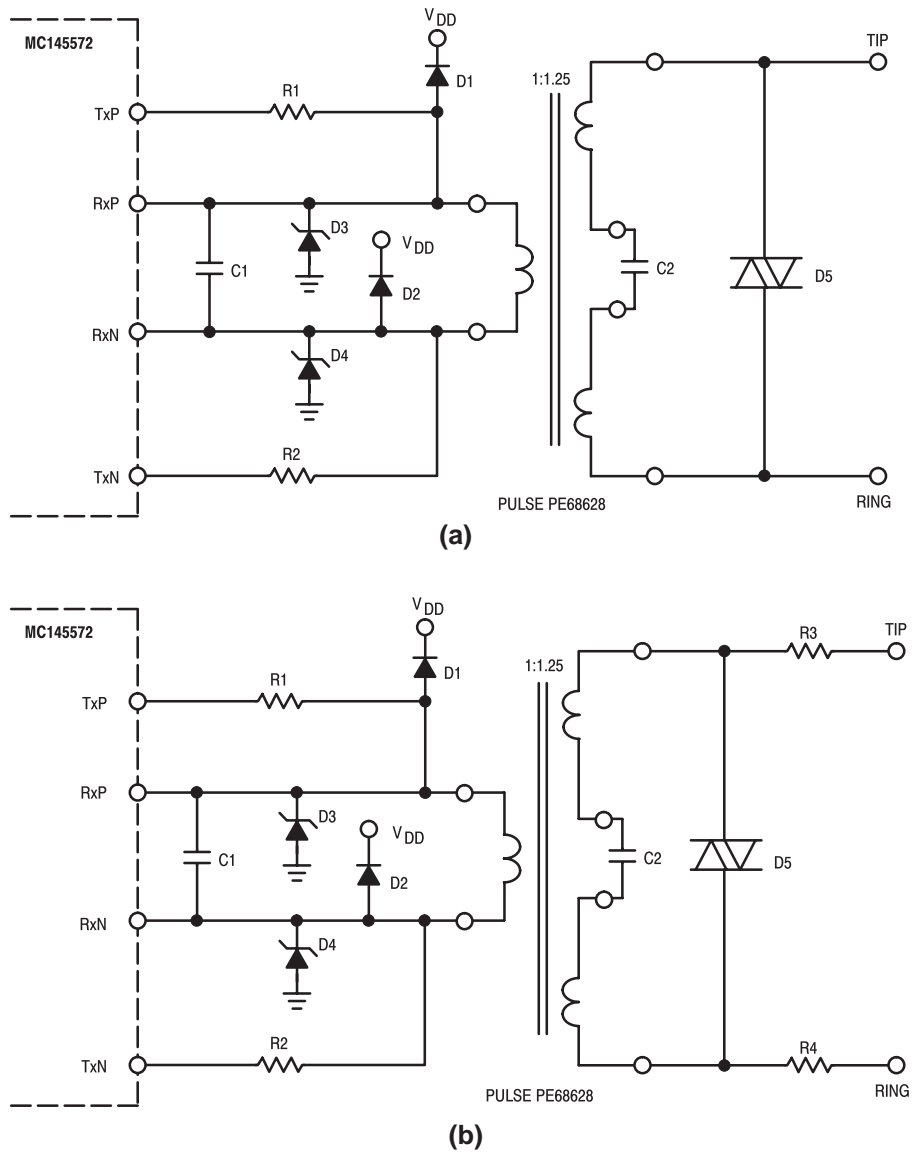 V DD
MC145572
D1
TIP
1:1.25
R1
TxP
RxP
D3
V DD
C1
D2
C2
D5
RxN
D4
R2
TxN
PULSE PE68628
RING
(a)
V DD
MC145572
R3
TIP
D1
1:1.25
R1
TxP
RxP
D3
V DD
C1
D2
C2
D5
RxN
D4
R2
R4
TxN
RING
PULSE PE68628
(b)